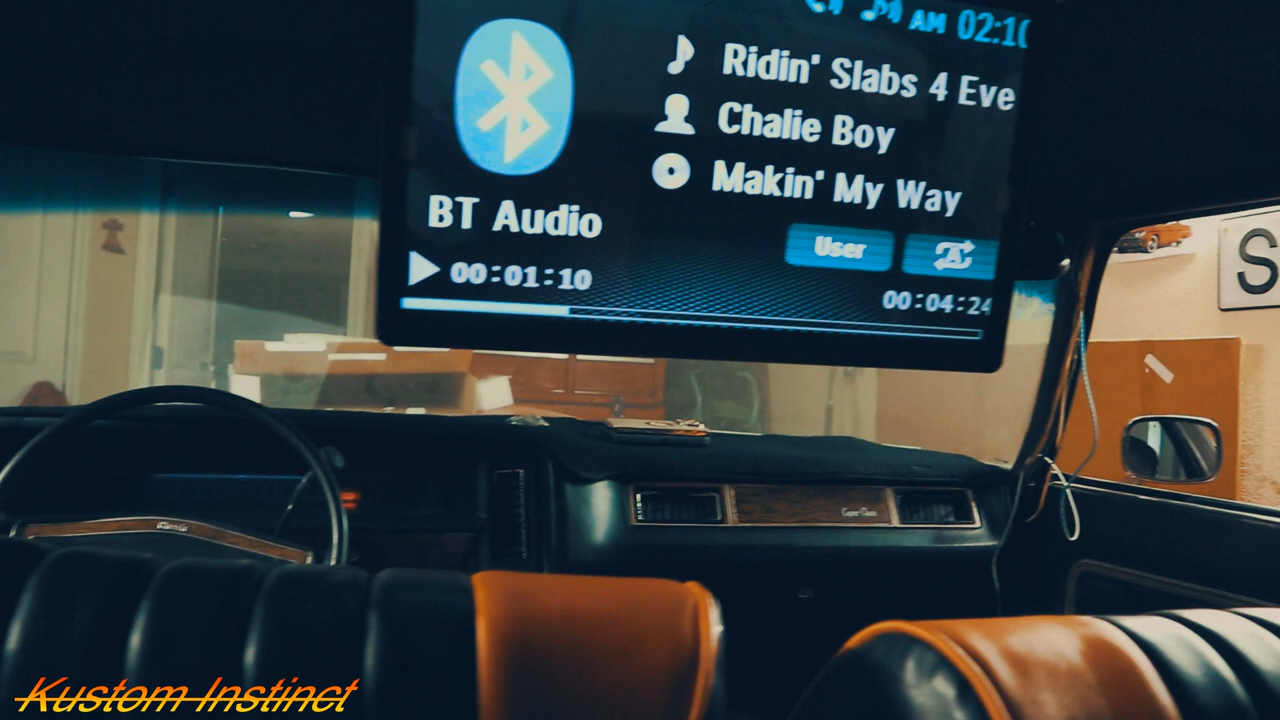 AM 02:10
Ridin' Slabs 4 Eve
Chalie Boy
Makin' My Way
BT Audio
User
A
00:01:10
00:04:24
S
Kustom Instinct